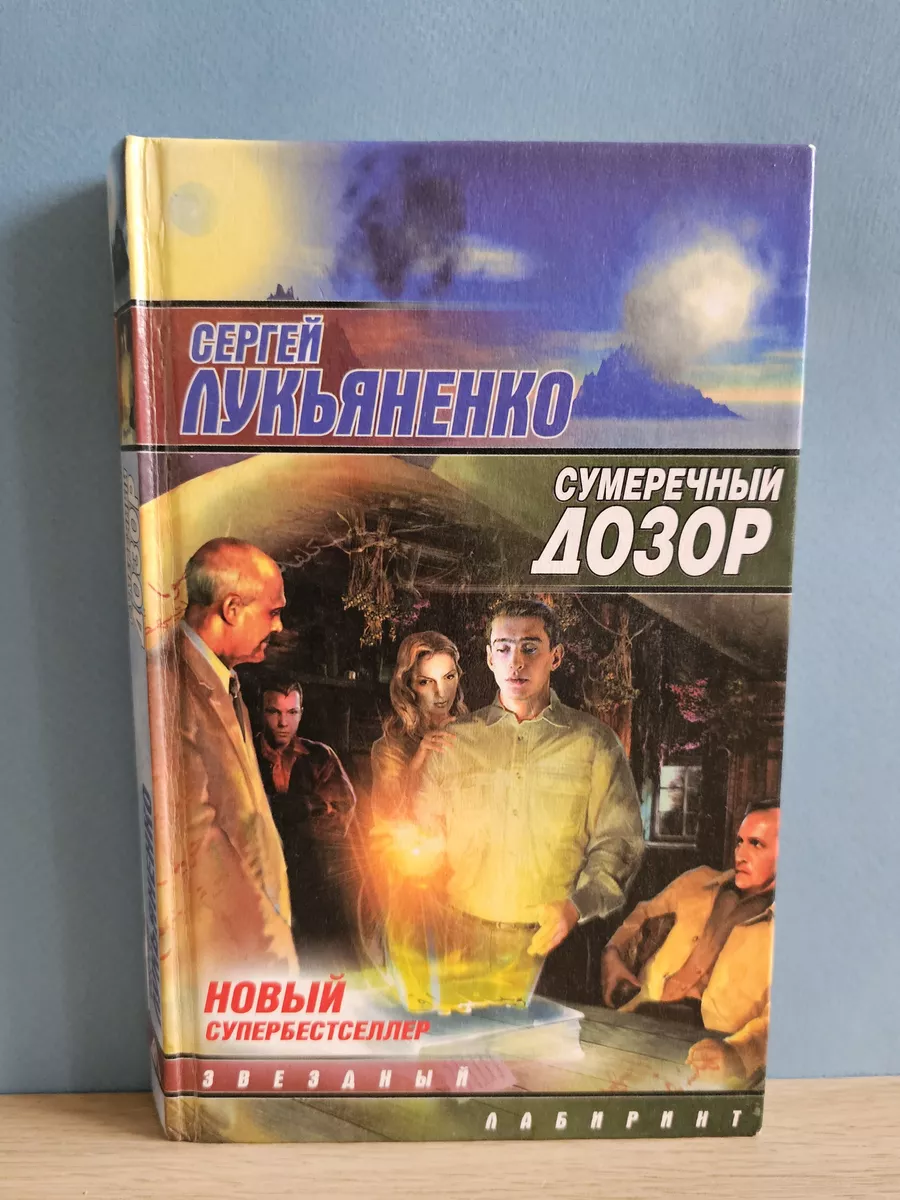 СЕРГЕЙ
ЛУКЬЯНЕНКО
СУМЕРЕЧНЫЙ
ДОЗОР
НОВЫЙ
СУПЕРБЕСТСЕЛЛЕР
ЗВЕЗДНЫЙ
ЛАБИРИНТ